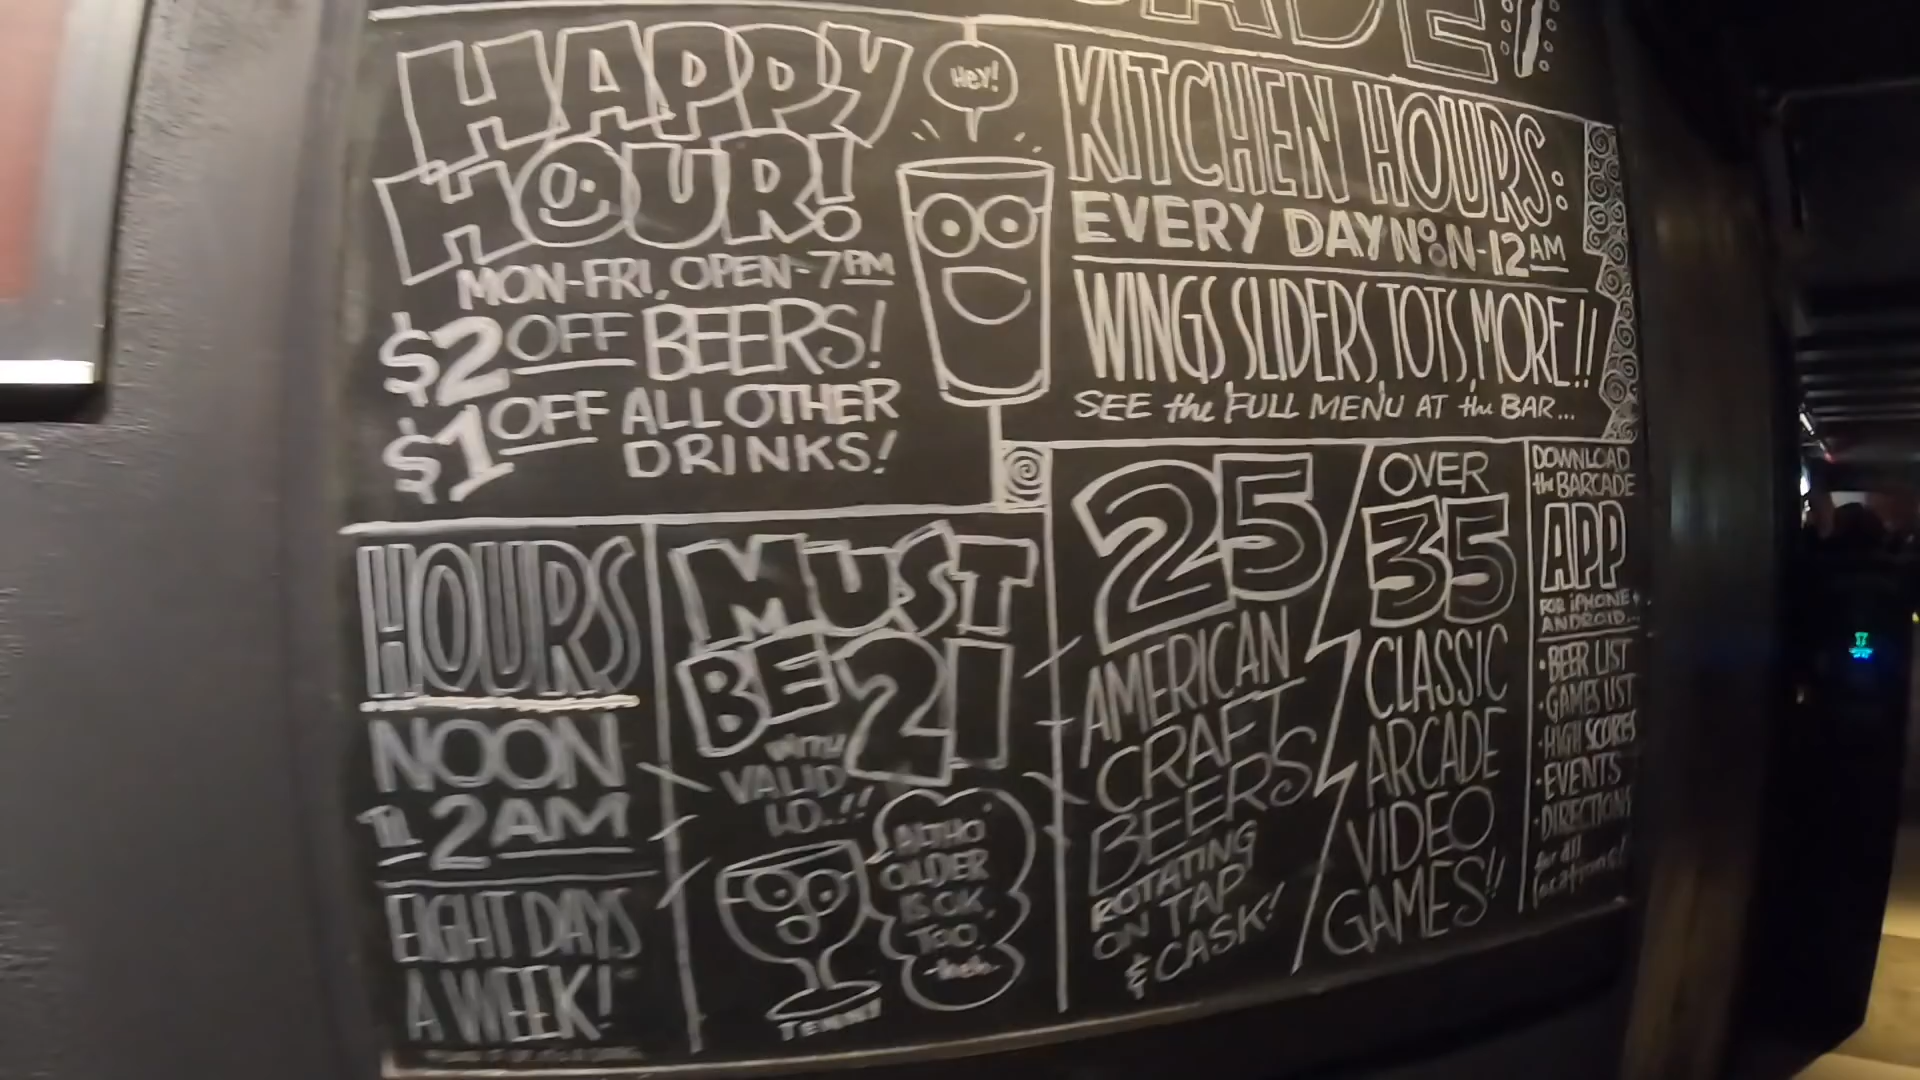 HAPPY
HOUR!
MON-FRI, OPEN-7PM
$2 OFF BEERS!
$1 OFF ALL OTHER
DRINKS!
HEY!
KITCHEN HOURS:
EVERY DAY NOON-12AM
WINGS, SLIDERS, TOTS, MORE!!
SEE the FULL MENU AT the BAR...
HOURS
NOON
TIL 2AM
EIGHT DAYS
A WEEK!
MUST
BE 21
WITH
VALID
I.D..!!
ALTHO
OLDER
IS OK,
TOO.
-heh-
25
AMERICAN
CRAFT
BEERS
ROTATING
ON TAP
& CASK!
OVER
35
CLASSIC
ARCADE
VIDEO
GAMES!!
DOWNLOAD
the BARCADE
APP
FOR iPHONE +
ANDROID...
•BEER LIST
•GAMES LIST
•HIGH SCORES
•EVENTS
•DIRECTIONS
for all
locations!